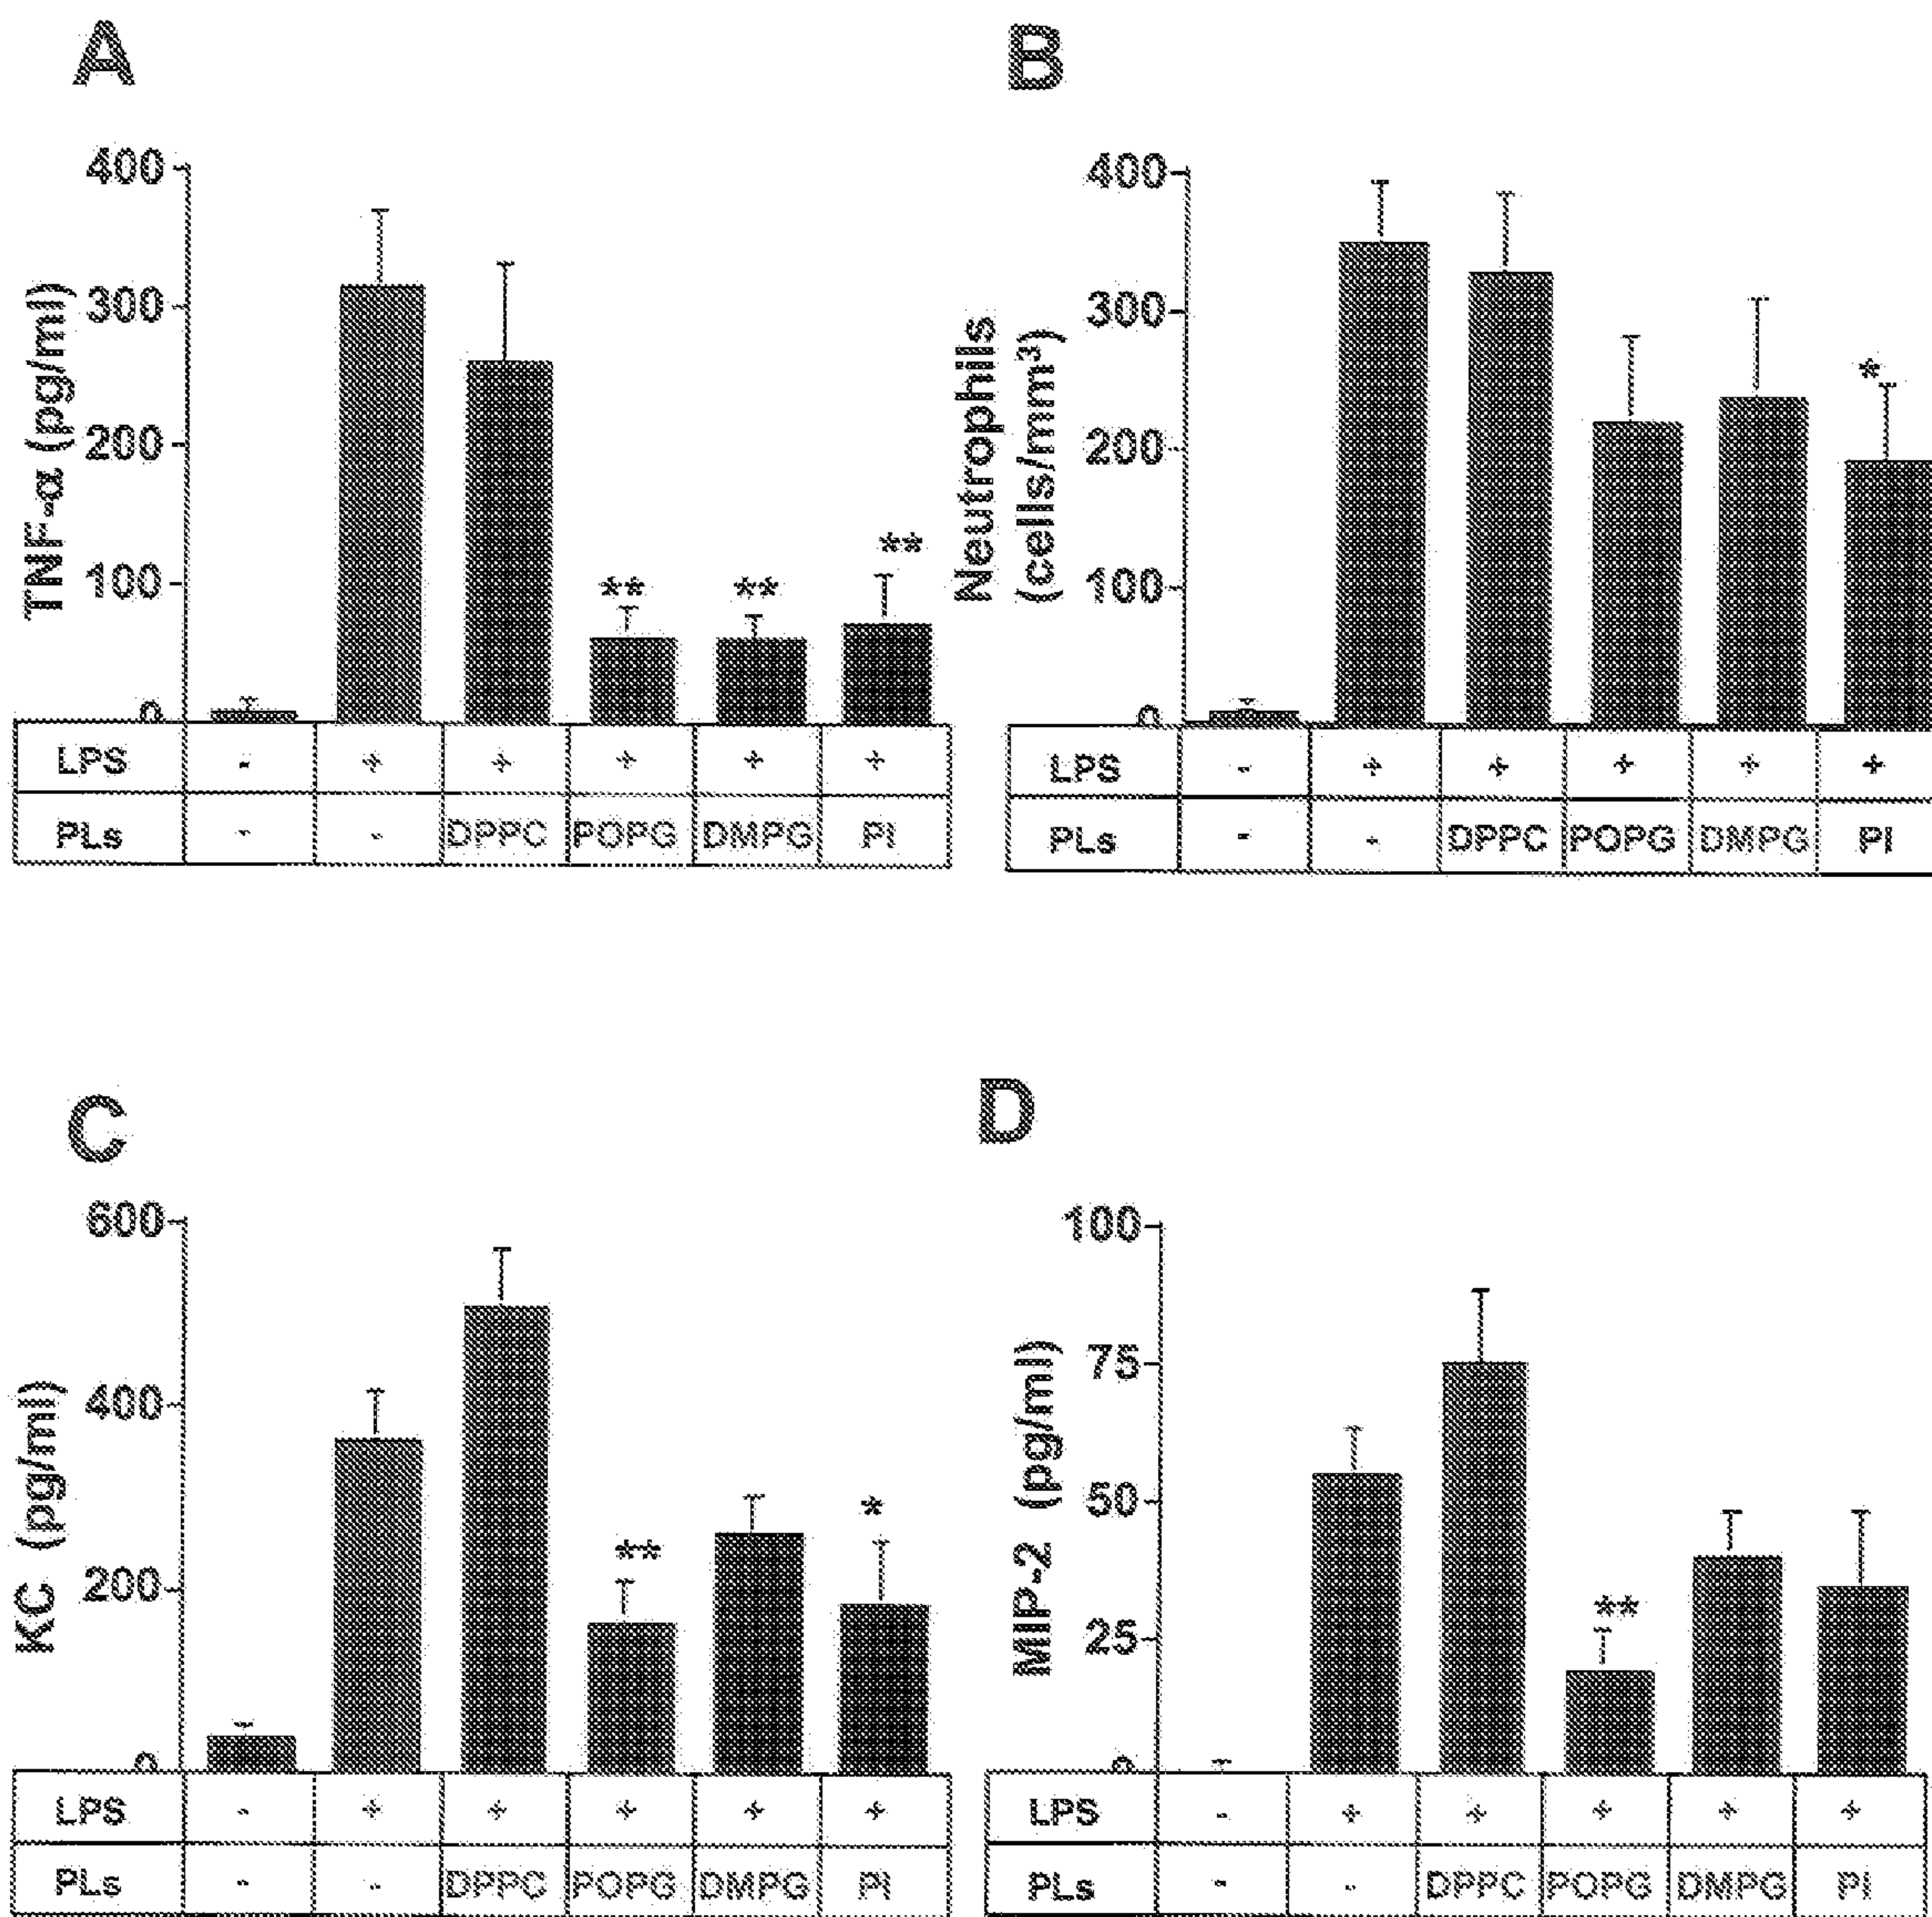 A
TNF-α (pg/ml)
400
300
200
100
0
** ** **
LPS - + + + + +
PLs - - DPPC POPG DMPG PI
B
Neutrophils
(cells/mm³)
400
300
200
100
0
*
LPS - + + + + +
PLs - - DPPC POPG DMPG PI
C
KC (pg/ml)
600
400
200
0
** *
LPS - + + + + +
PLs - - DPPC POPG DMPG PI
D
MIP-2 (pg/ml)
100
75
50
25
0
**
LPS - + + + + +
PLs - - DPPC POPG DMPG PI